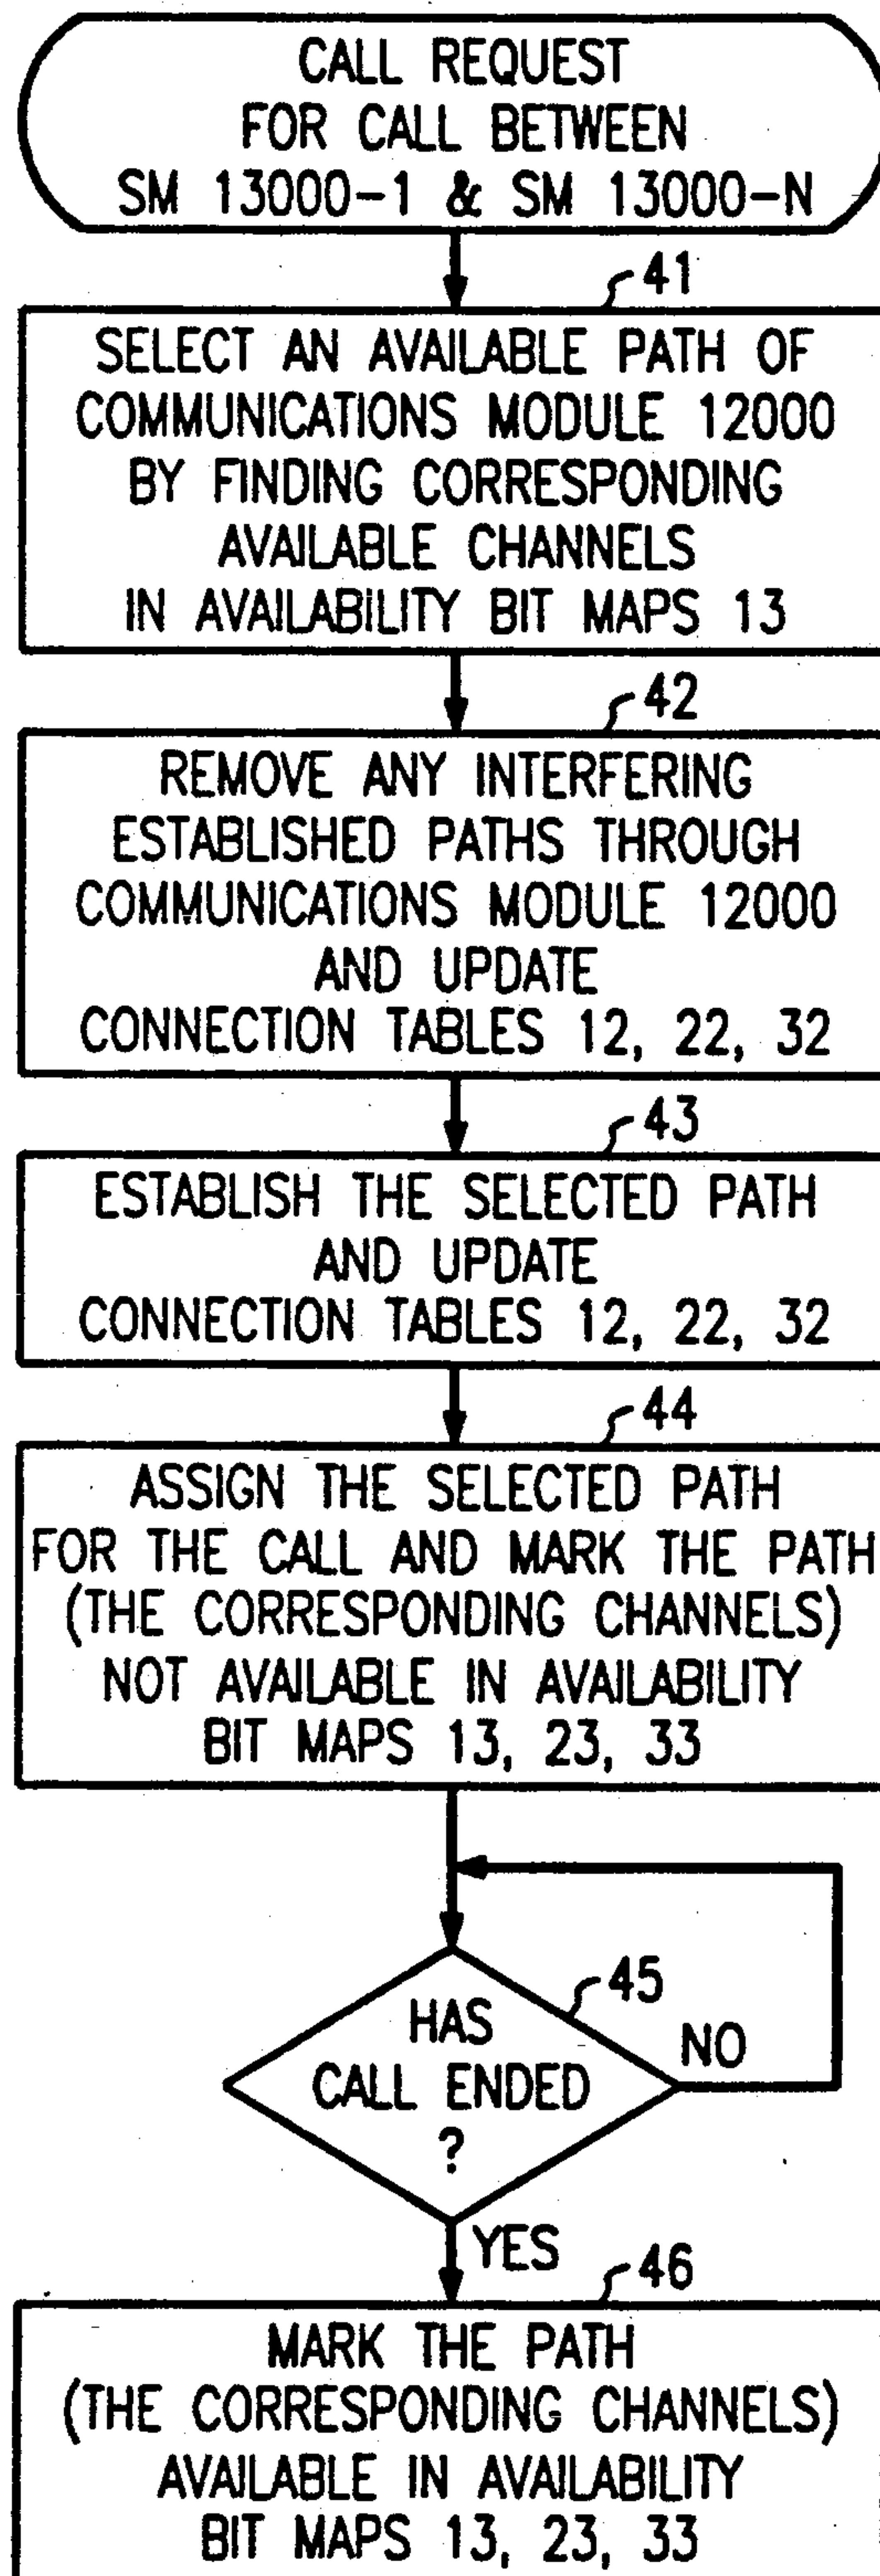 CALL REQUEST
FOR CALL BETWEEN
SM 13000-1 & SM 13000-N
41
SELECT AN AVAILABLE PATH OF
COMMUNICATIONS MODULE 12000
BY FINDING CORRESPONDING
AVAILABLE CHANNELS
IN AVAILABILITY BIT MAPS 13
42
REMOVE ANY INTERFERING
ESTABLISHED PATHS THROUGH
COMMUNICATIONS MODULE 12000
AND UPDATE
CONNECTION TABLES 12, 22, 32
43
ESTABLISH THE SELECTED PATH
AND UPDATE
CONNECTION TABLES 12, 22, 32
44
ASSIGN THE SELECTED PATH
FOR THE CALL AND MARK THE PATH
(THE CORRESPONDING CHANNELS)
NOT AVAILABLE IN AVAILABILITY
BIT MAPS 13, 23, 33
45
HAS
CALL ENDED
?
NO
YES
46
MARK THE PATH
(THE CORRESPONDING CHANNELS)
AVAILABLE IN AVAILABILITY
BIT MAPS 13, 23, 33